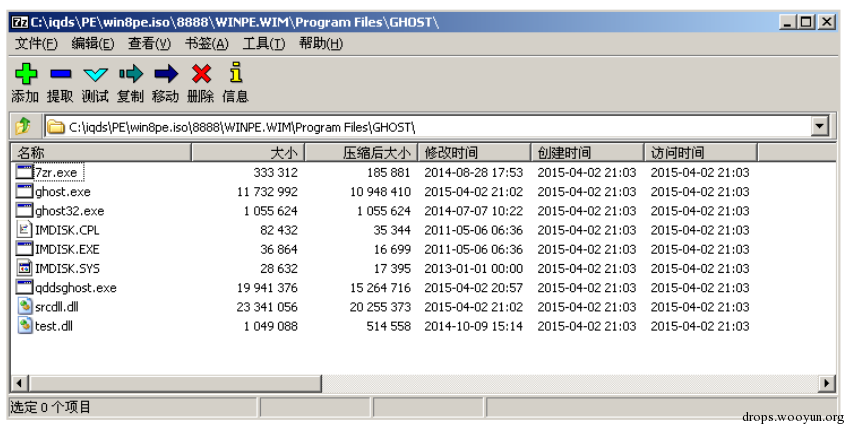 C:\iqds\PE\win8pe.iso\8888\WINPE.WIM\Program Files\GHOST\
文件(F) 编辑(E) 查看(V) 书签(A) 工具(T) 帮助(H)
添加 提取 测试 复制 移动 删除 信息
C:\iqds\PE\win8pe.iso\8888\WINPE.WIM\Program Files\GHOST\
名称 大小 压缩后大小 修改时间 创建时间 访问时间
7zr.exe 333 312 185 881 2014-08-28 17:53 2015-04-02 21:03 2015-04-02 21:03
ghost.exe 11 732 992 10 948 410 2015-04-02 21:02 2015-04-02 21:03 2015-04-02 21:03
ghost32.exe 1 055 624 1 055 624 2014-07-07 10:22 2015-04-02 21:03 2015-04-02 21:03
IMDISK.CPL 82 432 35 344 2011-05-06 06:36 2015-04-02 21:03 2015-04-02 21:03
IMDISK.EXE 36 864 16 699 2011-05-06 06:36 2015-04-02 21:03 2015-04-02 21:03
IMDISK.SYS 28 632 17 395 2013-01-01 00:00 2015-04-02 21:03 2015-04-02 21:03
qddsghost.exe 19 941 376 15 264 716 2015-04-02 20:57 2015-04-02 21:03 2015-04-02 21:03
srcdll.dll 23 341 056 20 255 373 2015-04-02 21:02 2015-04-02 21:03 2015-04-02 21:03
test.dll 1 049 088 514 558 2014-10-09 15:14 2015-04-02 21:03 2015-04-02 21:03
选定 0 个项目
drops.wooyun.org